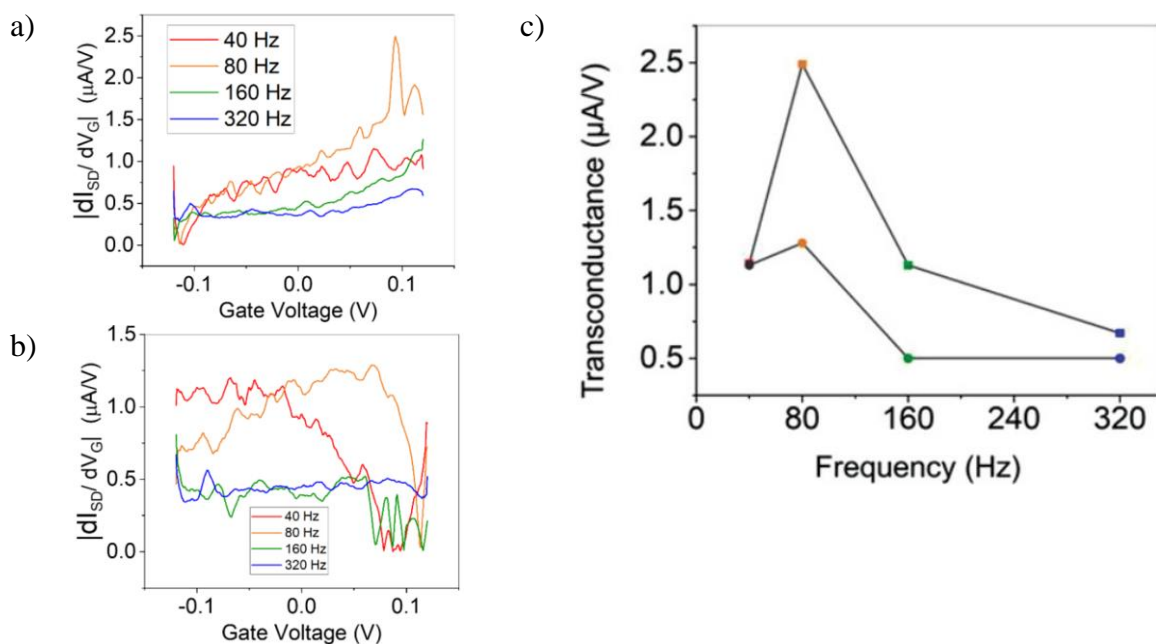 a)
|dI_SD/ dV_G| (μA/V)
2.5
2.0
1.5
1.0
0.5
0.0
40 Hz
80 Hz
160 Hz
320 Hz
-0.1
0.0
0.1
Gate Voltage (V)
b)
|dI_SD/ dV_G| (μA/V)
1.5
1.0
0.5
0.0
40 Hz
80 Hz
160 Hz
320 Hz
-0.1
0.0
0.1
Gate Voltage (V)
c)
Transconductance (μA/V)
2.5
2.0
1.5
1.0
0.5
0
80
160
240
320
Frequency (Hz)